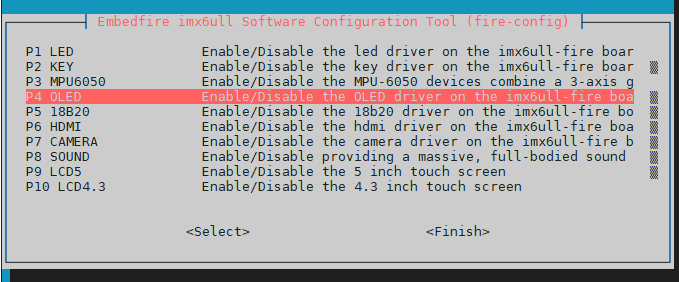 Embedfire imx6ull Software Configuration Tool (fire-config)
P1 LED Enable/Disable the led driver on the imx6ull-fire boar
P2 KEY Enable/Disable the key driver on the imx6ull-fire boar
P3 MPU6050 Enable/Disable the MPU-6050 devices combine a 3-axis g
P4 OLED Enable/Disable the OLED driver on the imx6ull-fire boa
P5 18B20 Enable/Disable the 18b20 driver on the imx6ull-fire bo
P6 HDMI Enable/Disable the hdmi driver on the imx6ull-fire boa
P7 CAMERA Enable/Disable the camera driver on the imx6ull-fire b
P8 SOUND Enable/Disable providing a massive, full-bodied sound
P9 LCD5 Enable/Disable the 5 inch touch screen
P10 LCD4.3 Enable/Disable the 4.3 inch touch screen
<Select> <Finish>